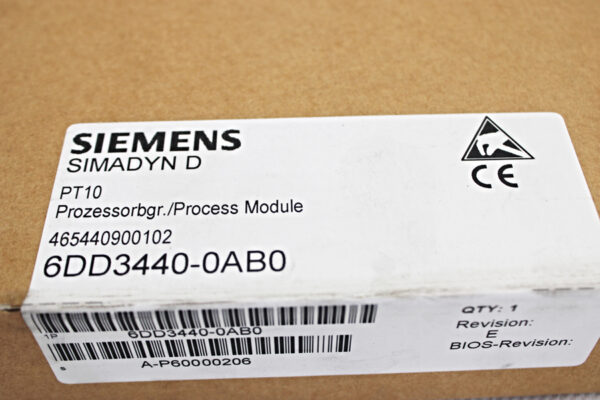 SIEMENS
SIMADYN D
PT10
Prozessorbgr./Process Module
465440900102
6DD3440-0AB0
CE
1P 6DD3440-0AB0
S A-P60000206
QTY: 1
Revision:
E
BIOS-Revision: